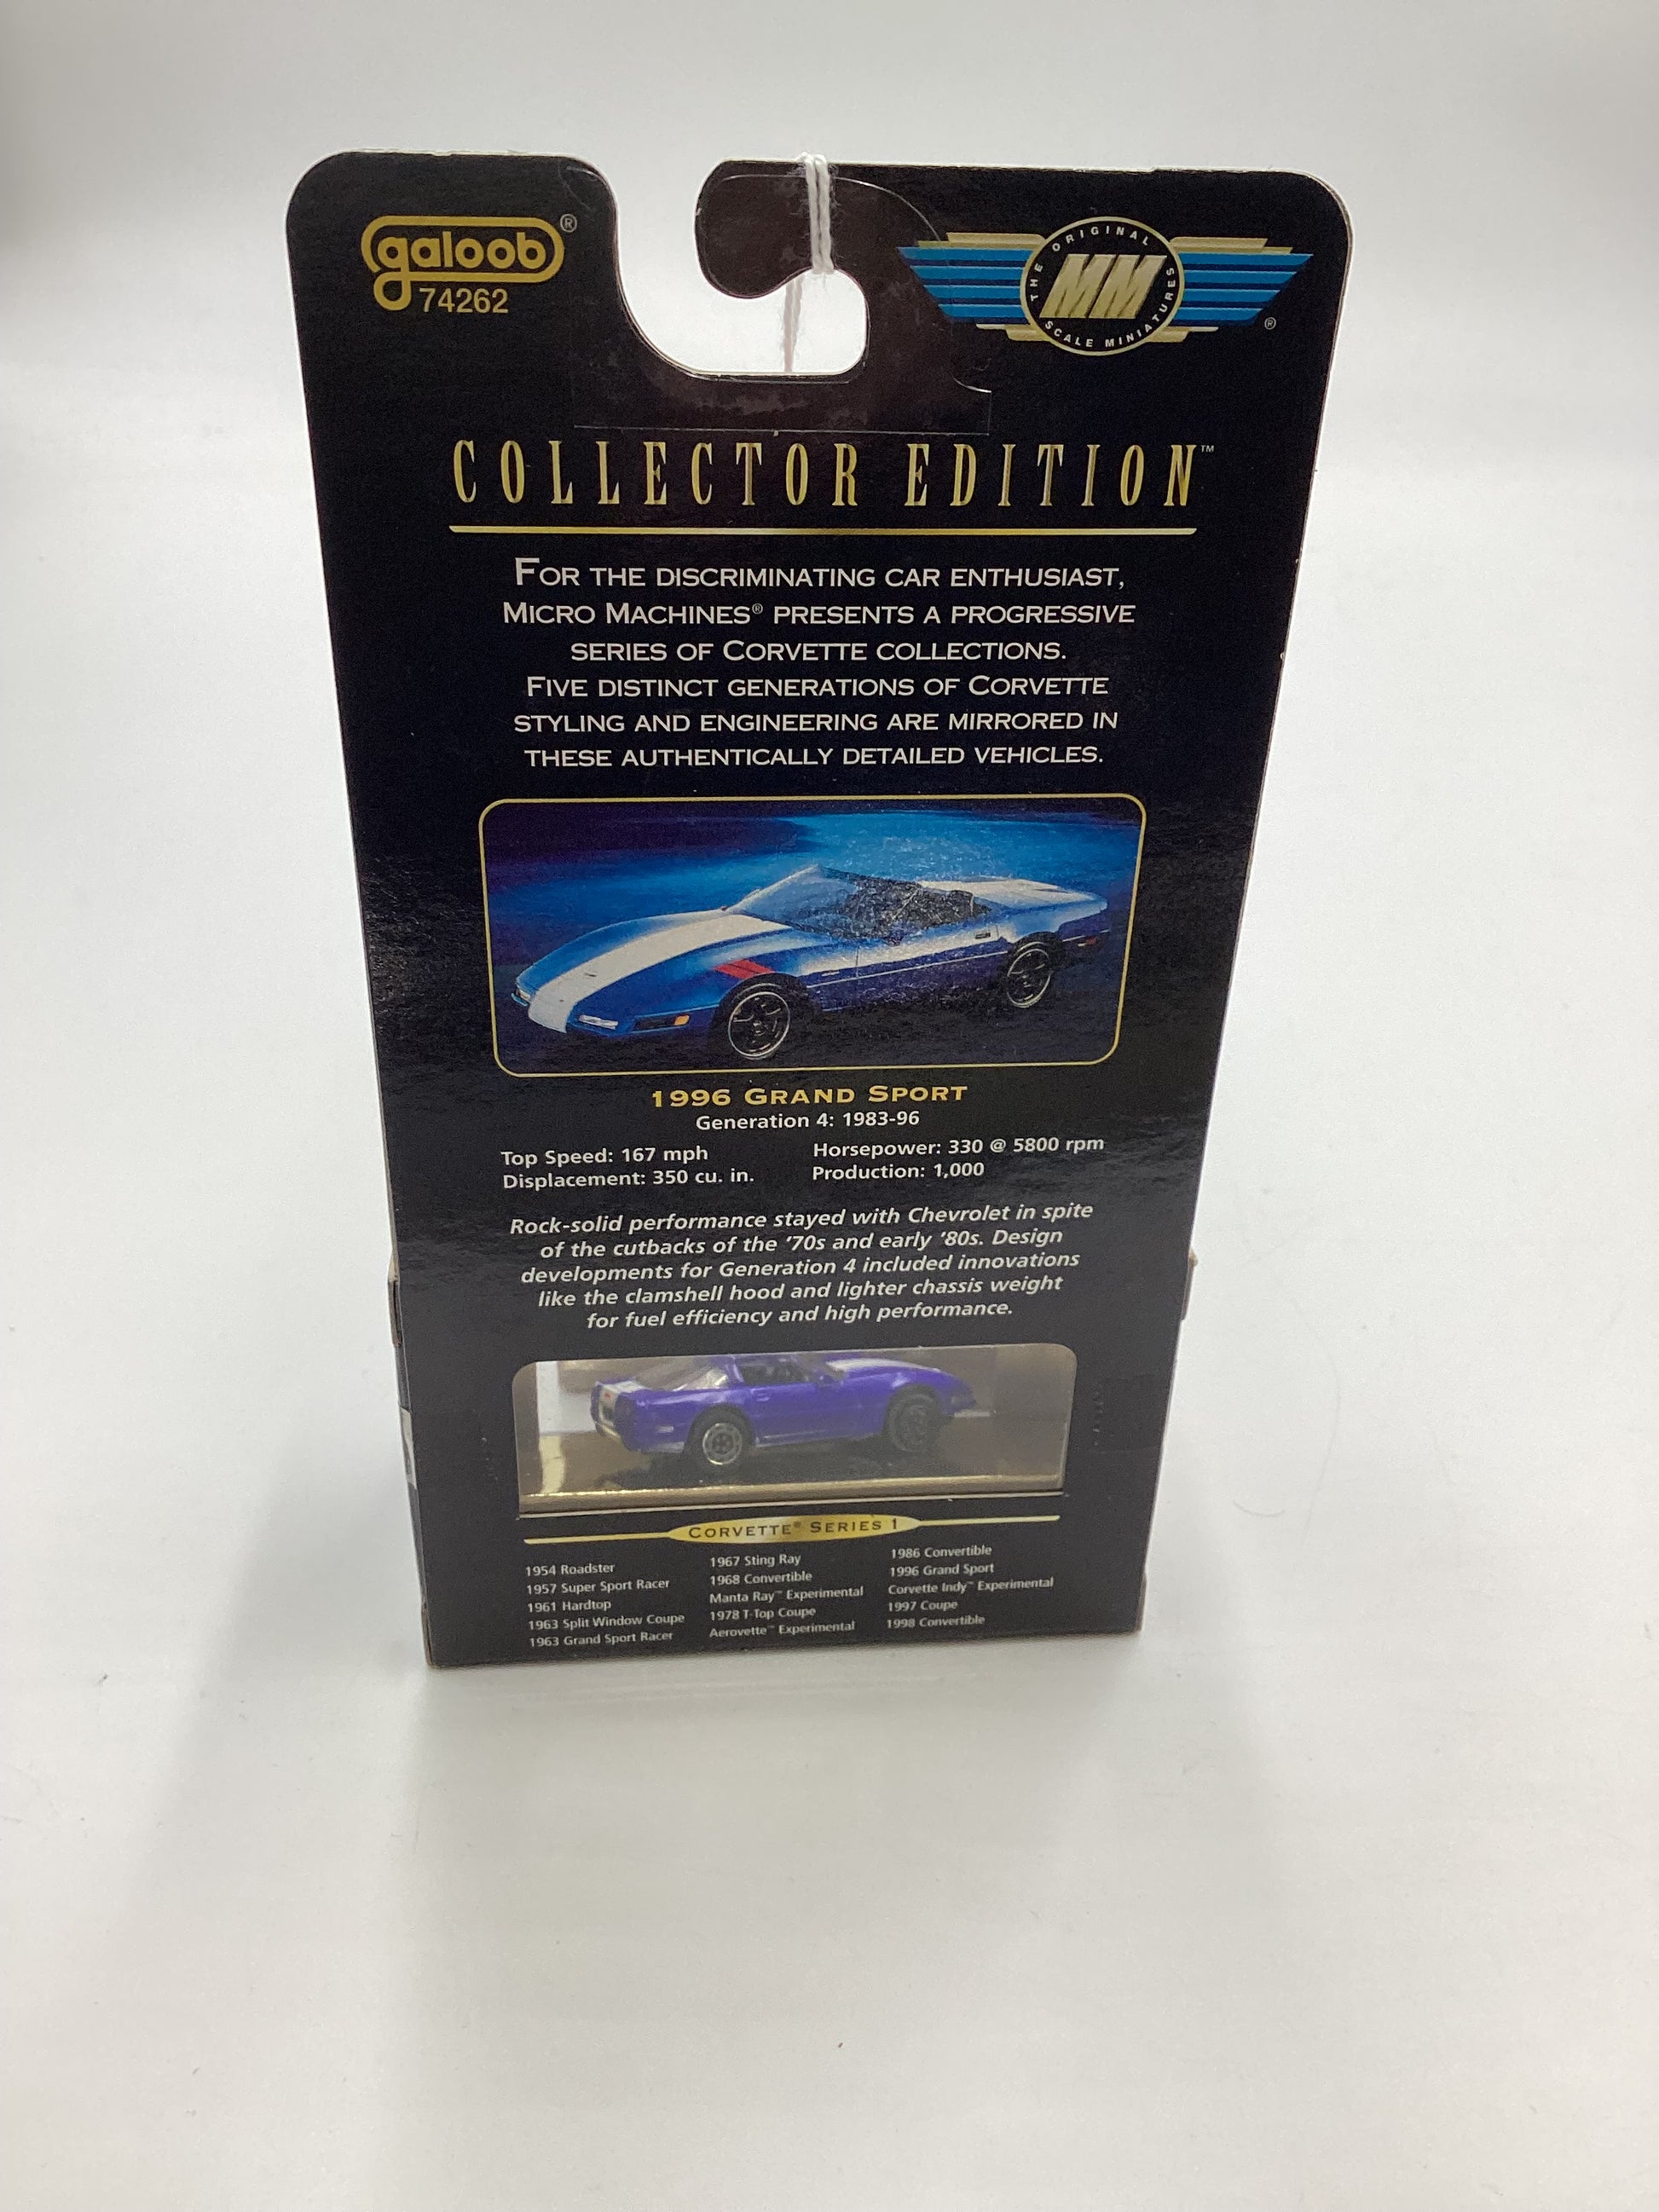 galoob®
74262
THE ORIGINAL
MM
SCALE MINIATURES
®
COLLECTOR EDITION™
FOR THE DISCRIMINATING CAR ENTHUSIAST,
MICRO MACHINES® PRESENTS A PROGRESSIVE
SERIES OF CORVETTE COLLECTIONS.
FIVE DISTINCT GENERATIONS OF CORVETTE
STYLING AND ENGINEERING ARE MIRRORED IN
THESE AUTHENTICALLY DETAILED VEHICLES.
1996 GRAND SPORT
Generation 4: 1983-96
Top Speed: 167 mph
Displacement: 350 cu. in.
Horsepower: 330 @ 5800 rpm
Production: 1,000
Rock-solid performance stayed with Chevrolet in spite
of the cutbacks of the '70s and early '80s. Design
developments for Generation 4 included innovations
like the clamshell hood and lighter chassis weight
for fuel efficiency and high performance.
CORVETTE® SERIES 1
1954 Roadster
1957 Super Sport Racer
1961 Hardtop
1963 Split Window Coupe
1963 Grand Sport Racer
1967 Sting Ray
1968 Convertible
Manta Ray™ Experimental
1978 T-Top Coupe
Aerovette™ Experimental
1986 Convertible
1996 Grand Sport
Corvette Indy™ Experimental
1997 Coupe
1998 Convertible